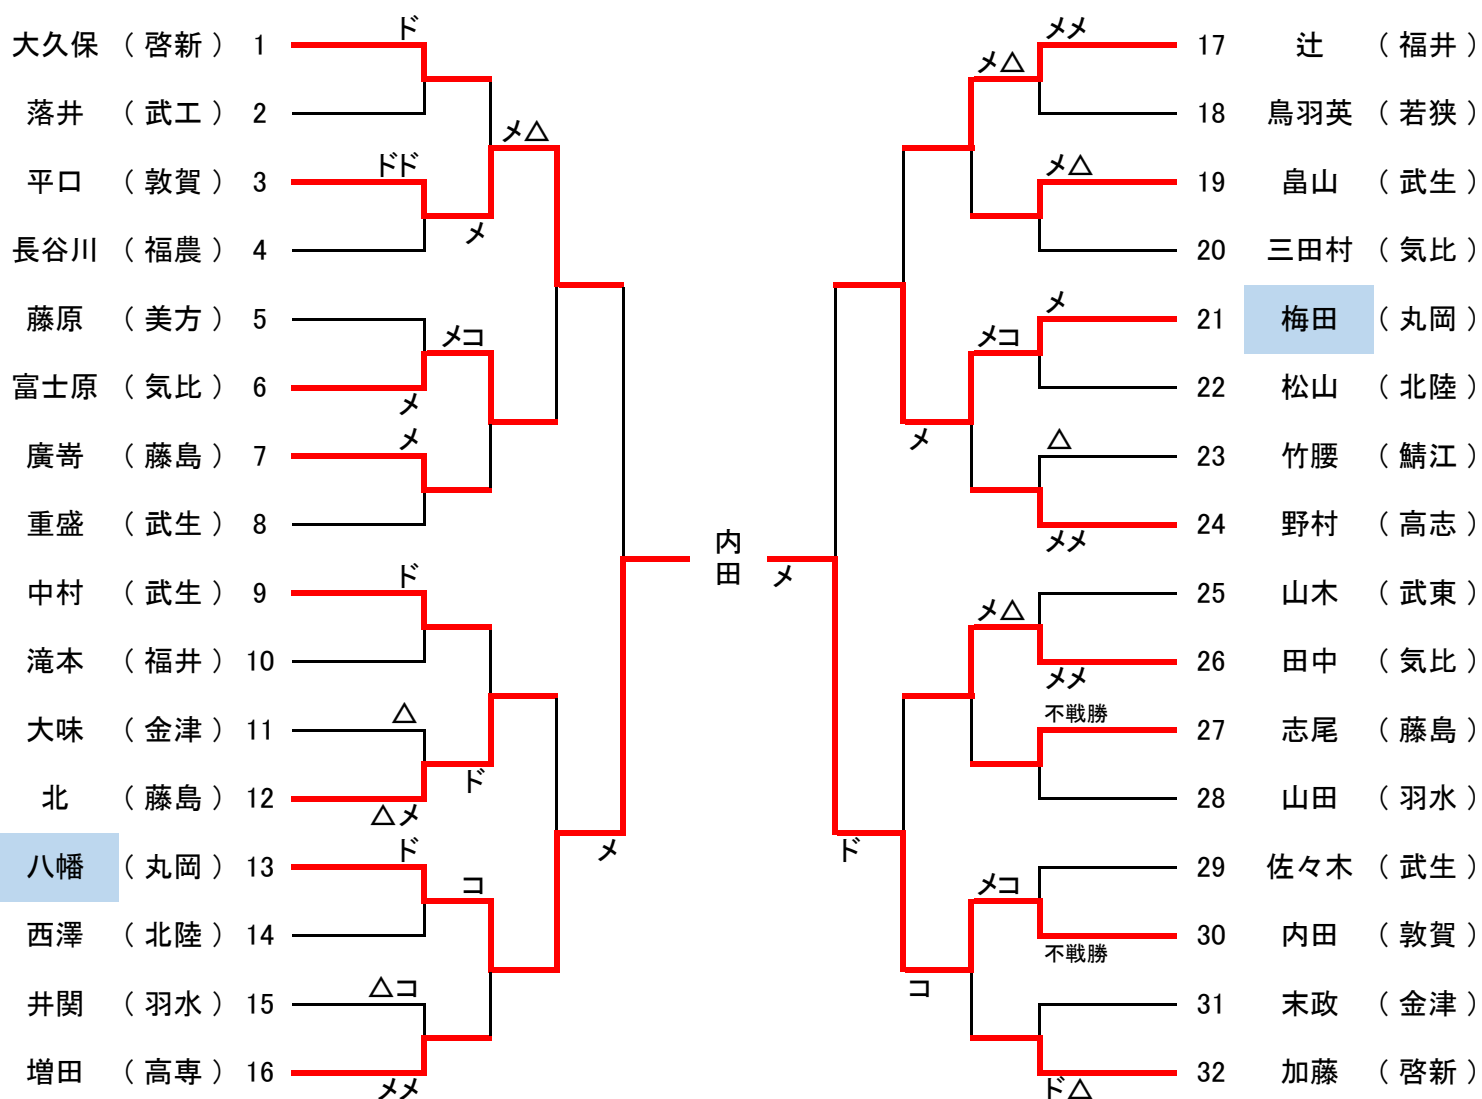 大久保 （ 啓新 ） 1 ド
落井 （ 武工 ） 2
メ△
平口 （ 敦賀 ） 3 ドド
メ
長谷川 （ 福農 ） 4
藤原 （ 美方 ） 5
メコ
富士原 （ 気比 ） 6
メ
廣嵜 （ 藤島 ） 7 メ
重盛 （ 武生 ） 8
中村 （ 武生 ） 9 ド
滝本 （ 福井 ） 10
大味 （ 金津 ） 11 △
ド
北 （ 藤島 ） 12 △メ
八幡 （ 丸岡 ） 13 ド
メ
コ
西澤 （ 北陸 ） 14
井関 （ 羽水 ） 15 △コ
増田 （ 高専 ） 16 メメ
内田
メ
メメ 17 辻 （ 福井 ）
メ△
18 鳥羽英 （ 若狭 ）
メ△ 19 畠山 （ 武生 ）
20 三田村 （ 気比 ）
メ 21 梅田 （ 丸岡 ）
メコ
22 松山 （ 北陸 ）
メ
△ 23 竹腰 （ 鯖江 ）
メメ 24 野村 （ 高志 ）
25 山木 （ 武東 ）
メ△
メメ 26 田中 （ 気比 ）
不戦勝 27 志尾 （ 藤島 ）
28 山田 （ 羽水 ）
ド
29 佐々木 （ 武生 ）
メコ
30 内田 （ 敦賀 ）
不戦勝
コ
31 末政 （ 金津 ）
ド△ 32 加藤 （ 啓新 ）